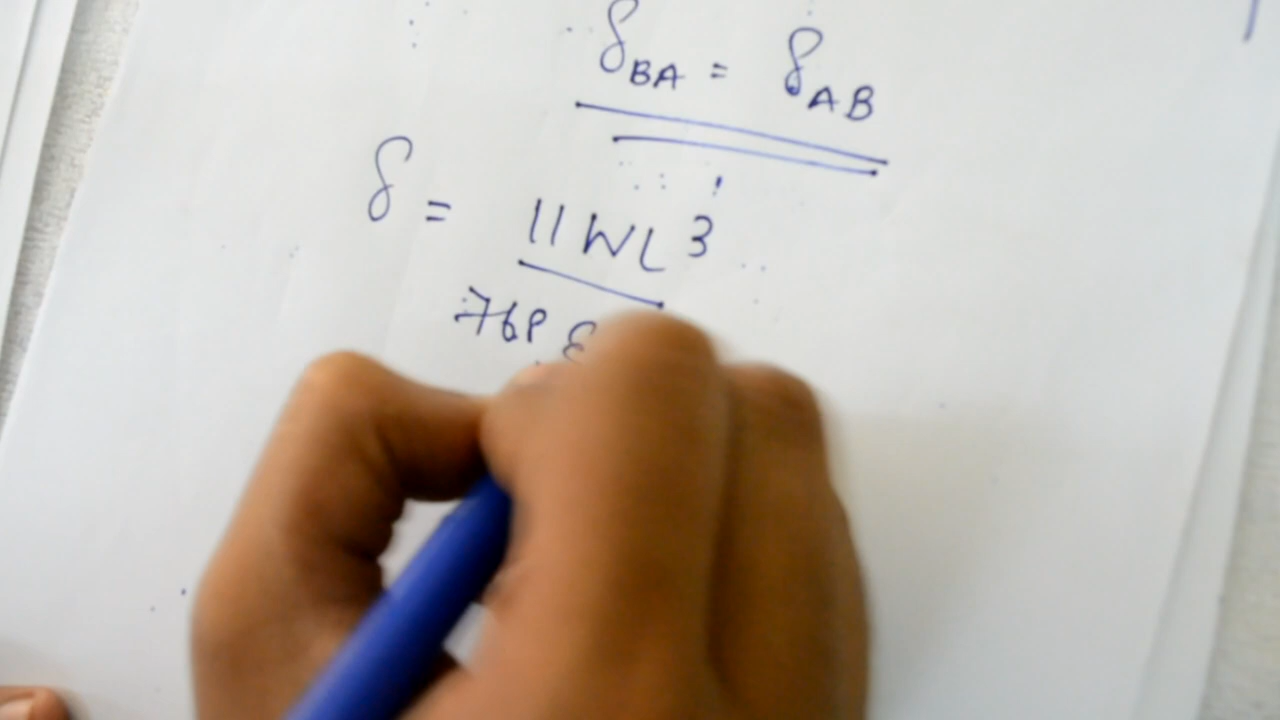 δBA = δAB
δ = 11WL³
768 E